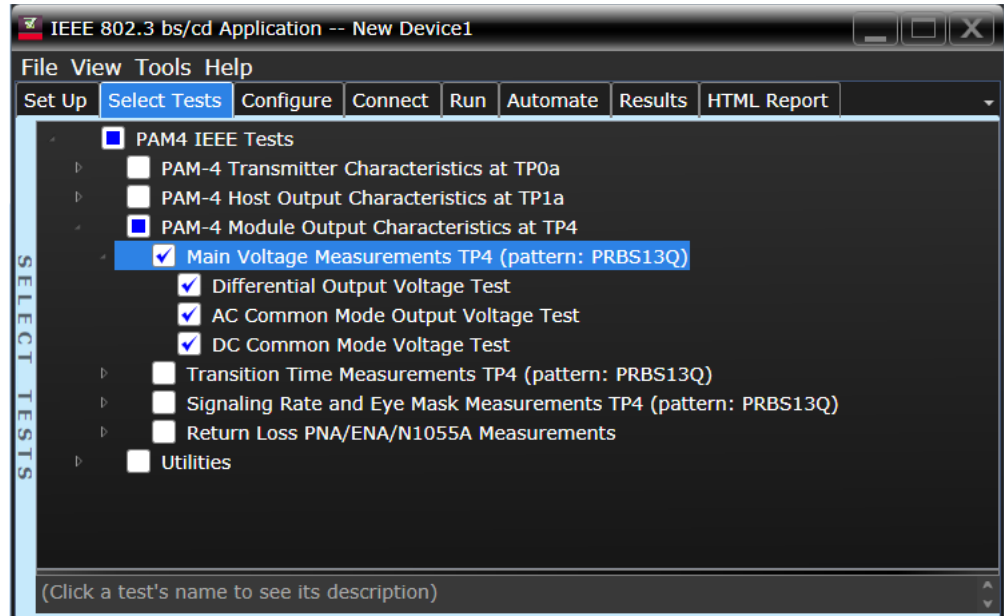 IEEE 802.3 bs/cd Application -- New Device1
File View Tools Help
Set Up Select Tests Configure Connect Run Automate Results HTML Report
SELECT TESTS
PAM4 IEEE Tests
PAM-4 Transmitter Characteristics at TP0a
PAM-4 Host Output Characteristics at TP1a
PAM-4 Module Output Characteristics at TP4
Main Voltage Measurements TP4 (pattern: PRBS13Q)
Differential Output Voltage Test
AC Common Mode Output Voltage Test
DC Common Mode Voltage Test
Transition Time Measurements TP4 (pattern: PRBS13Q)
Signaling Rate and Eye Mask Measurements TP4 (pattern: PRBS13Q)
Return Loss PNA/ENA/N1055A Measurements
Utilities
(Click a test's name to see its description)